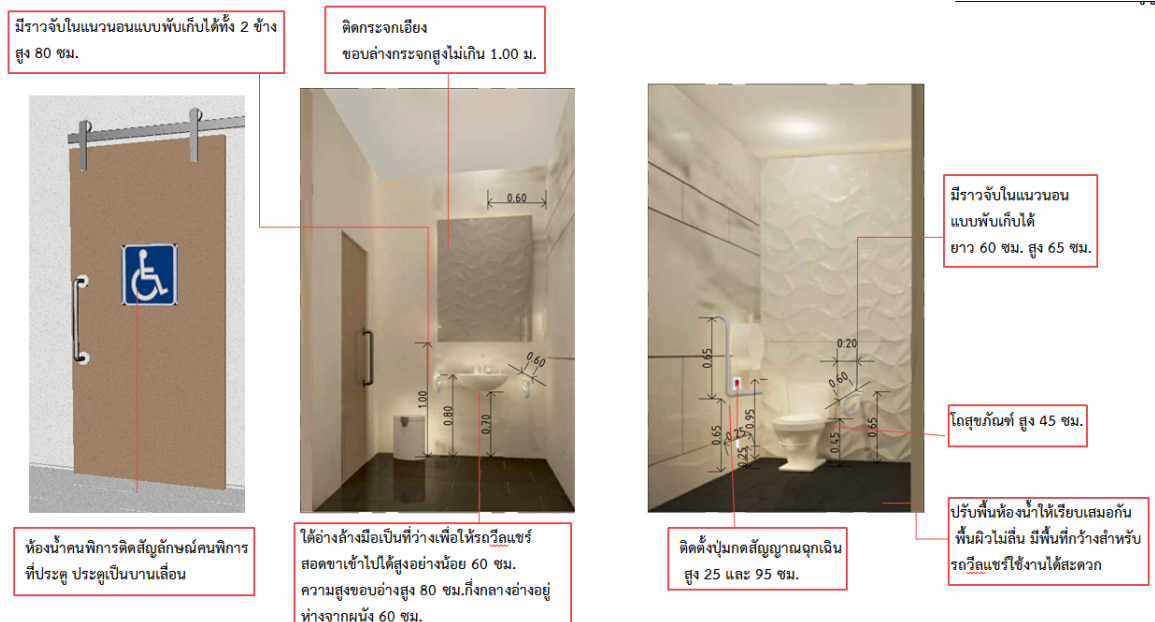 มีราวจับในแนวนอนแบบพับเก็บได้ทั้ง 2 ข้าง
สูง 80 ซม.
ติดกระจกเอียง
ขอบล่างกระจกสูงไม่เกิน 1.00 ม.
0.60
0.60
1.00
0.80
0.70
มีราวจับในแนวนอน
แบบพับเก็บได้
ยาว 60 ซม. สูง 65 ซม.
0.65
0.20
0.60
0.95
0.65
0.25
0.25
0.45
0.65
โถสุขภัณฑ์ สูง 45 ซม.
ห้องน้ำคนพิการติดสัญลักษณ์คนพิการ
ที่ประตู ประตูเป็นบานเลื่อน
ใต้อ่างล้างมือเป็นที่ว่างเพื่อให้รถวีลแชร์
สอดขาเข้าไปได้สูงอย่างน้อย 60 ซม.
ความสูงขอบอ่างสูง 80 ซม.กึ่งกลางอ่างอยู่
ห่างจากผนัง 60 ซม.
ติดตั้งปุ่มกดสัญญาณฉุกเฉิน
สูง 25 และ 95 ซม.
ปรับพื้นห้องน้ำให้เรียบเสมอกัน
พื้นผิวไม่ลื่น มีพื้นที่กว้างสำหรับ
รถวีลแชร์ใช้งานได้สะดวก